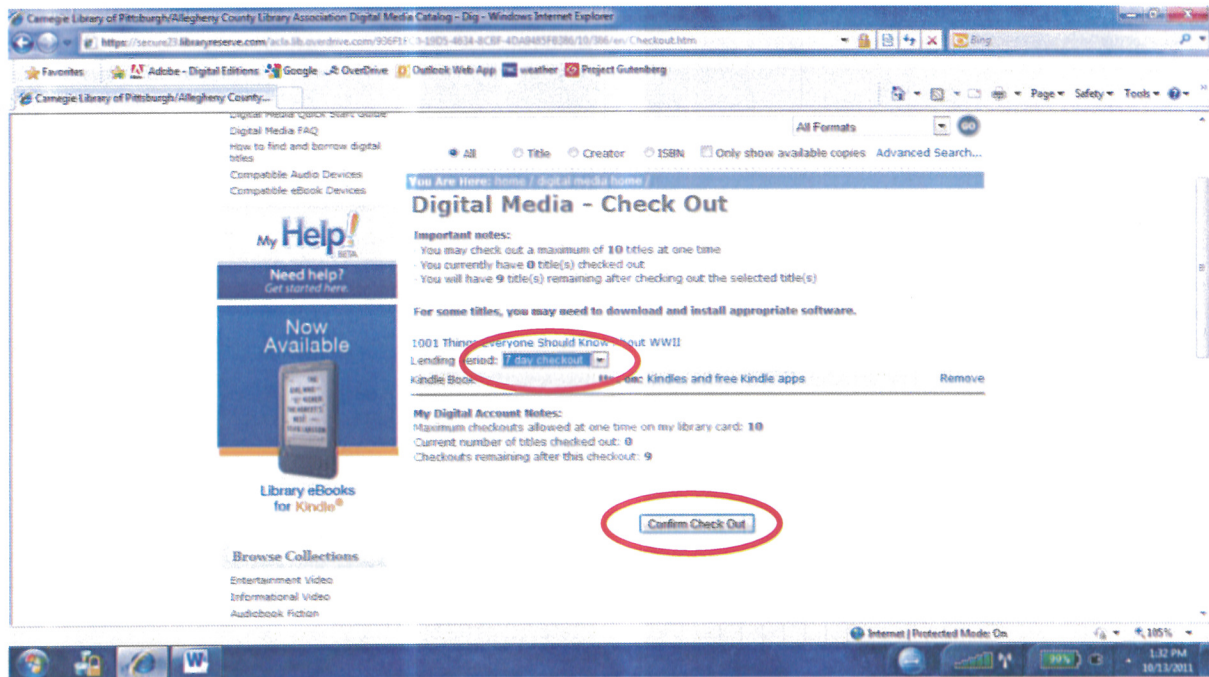 Carnegie Library of Pittsburgh/Allegheny County Library Association Digital Media Catalog - Dig - Windows Internet Explorer
Bing
Favorites Adobe - Digital Editions Google OverDrive Outlook Web App weather Project Gutenberg
Carnegie Library of Pittsburgh/Allegheny County...
Page Safety Tools
Digital Media Quick Start Guide
Digital Media FAQ
How to find and borrow digital
titles
Compatible Audio Devices
Compatible eBook Devices
My Help!
BETA
Need help?
Get started here.
Now
Available
Library eBooks
for Kindle®
Browse Collections
Entertainment Video
Informational Video
Audiobook Fiction
All Formats GO
All Title Creator ISBN Only show available copies Advanced Search...
You Are Here: home / digital media home /
Digital Media - Check Out
Important notes:
- You may check out a maximum of 10 titles at one time
- You currently have 0 title(s) checked out
- You will have 9 title(s) remaining after checking out the selected title(s)
For some titles, you may need to download and install appropriate software.
1001 Things Everyone Should Know About WWII
Lending period: 7 day checkout
Kindle Book Use on: Kindles and free Kindle apps Remove
My Digital Account Notes:
Maximum checkouts allowed at one time on my library card: 10
Current number of titles checked out: 0
Checkouts remaining after this checkout: 9
Confirm Check Out
Internet | Protected Mode: On 105%
99% 1:32 PM
10/13/2011